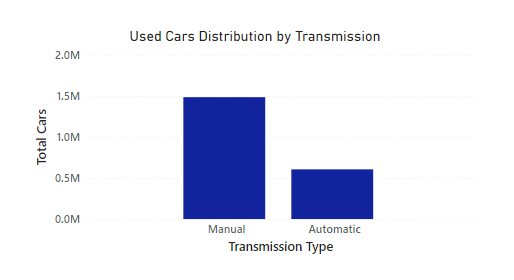 Used Cars Distribution by Transmission
2.0M
1.5M
1.0M
0.5M
0.0M
Total Cars
Manual Automatic
Transmission Type